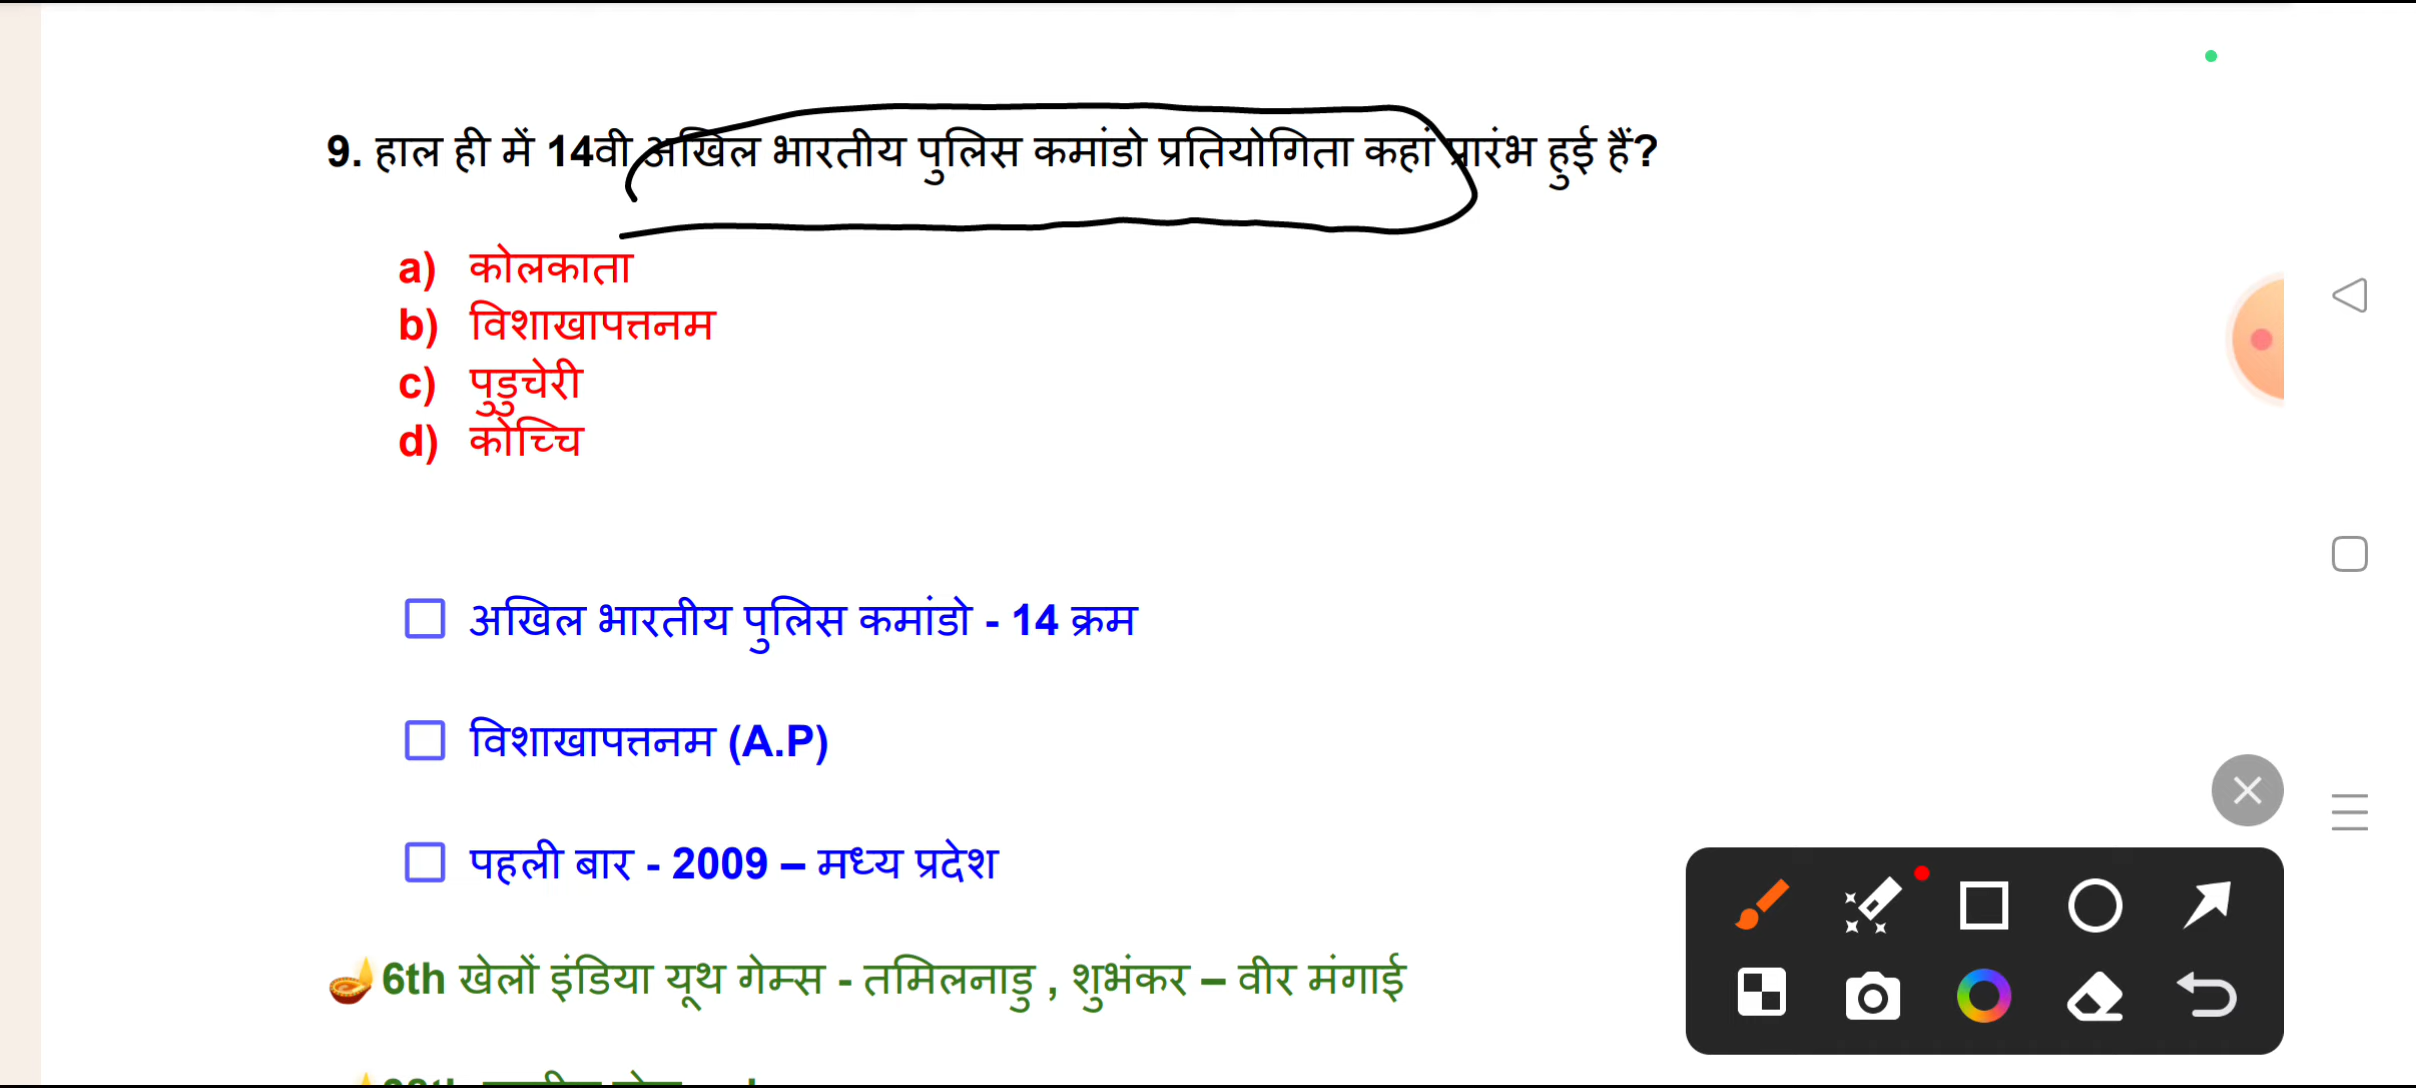 9. हाल ही में 14वी अखिल भारतीय पुलिस कमांडो प्रतियोगिता कहां प्रारंभ हुई हैं?
a) कोलकाता
b) विशाखापत्तनम
c) पुडुचेरी
d) कोच्चि
अखिल भारतीय पुलिस कमांडो - 14 क्रम
विशाखापत्तनम (A.P)
पहली बार - 2009 – मध्य प्रदेश
6th खेलों इंडिया यूथ गेम्स - तमिलनाडु , शुभंकर – वीर मंगाई